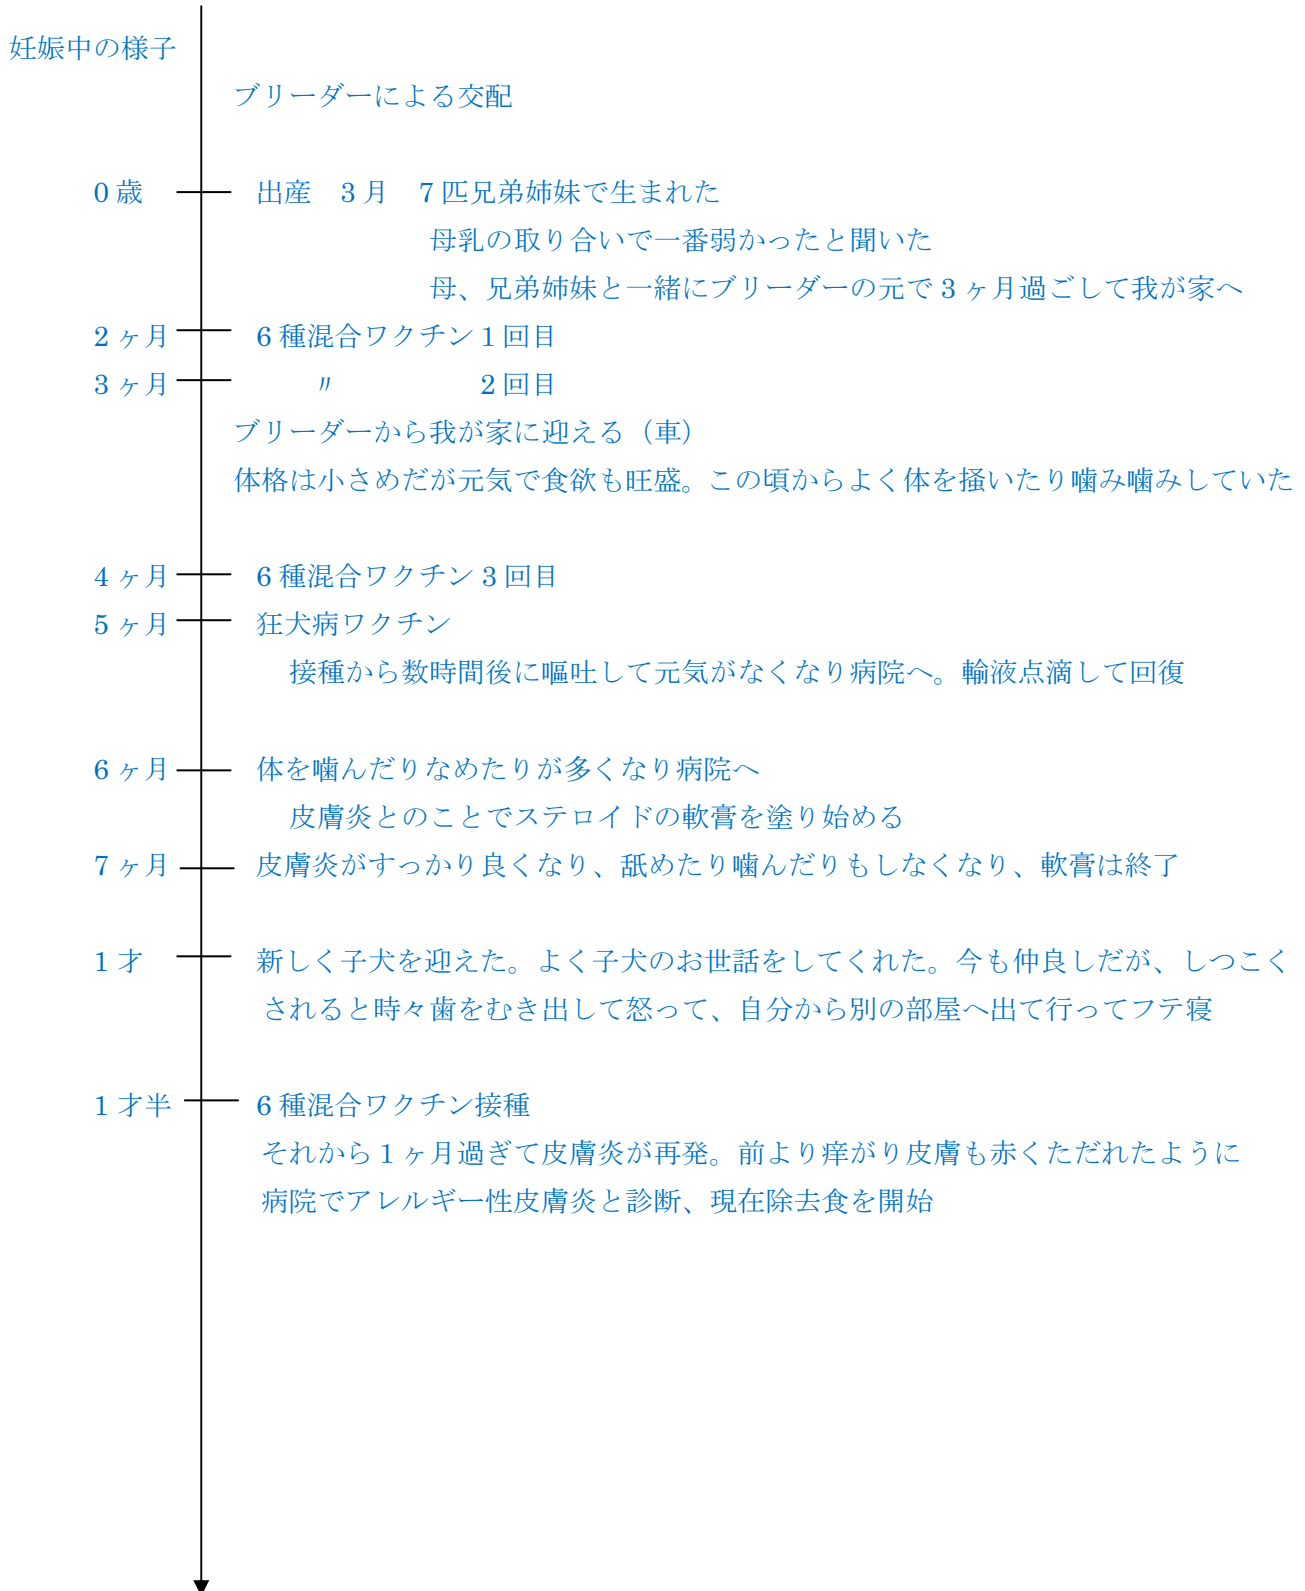 妊娠中の様子
ブリーダーによる交配
0歳 出産　3月　7匹兄弟姉妹で生まれた
母乳の取り合いで一番弱かったと聞いた
母、兄弟姉妹と一緒にブリーダーの元で3ヶ月過ごして我が家へ
2ヶ月 6種混合ワクチン1回目
3ヶ月 〃 2回目
ブリーダーから我が家に迎える（車）
体格は小さめだが元気で食欲も旺盛。この頃からよく体を掻いたり噛み噛みしていた
4ヶ月 6種混合ワクチン3回目
5ヶ月 狂犬病ワクチン
接種から数時間後に嘔吐して元気がなくなり病院へ。輸液点滴して回復
6ヶ月 体を噛んだりなめたりが多くなり病院へ
皮膚炎とのことでステロイドの軟膏を塗り始める
7ヶ月 皮膚炎がすっかり良くなり、舐めたり噛んだりもしなくなり、軟膏は終了
1才 新しく子犬を迎えた。よく子犬のお世話をしてくれた。今も仲良しだが、しつこく
されると時々歯をむき出して怒って、自分から別の部屋へ出て行ってフテ寝
1才半 6種混合ワクチン接種
それから1ヶ月過ぎて皮膚炎が再発。前より痒がり皮膚も赤くただれたように
病院でアレルギー性皮膚炎と診断、現在除去食を開始